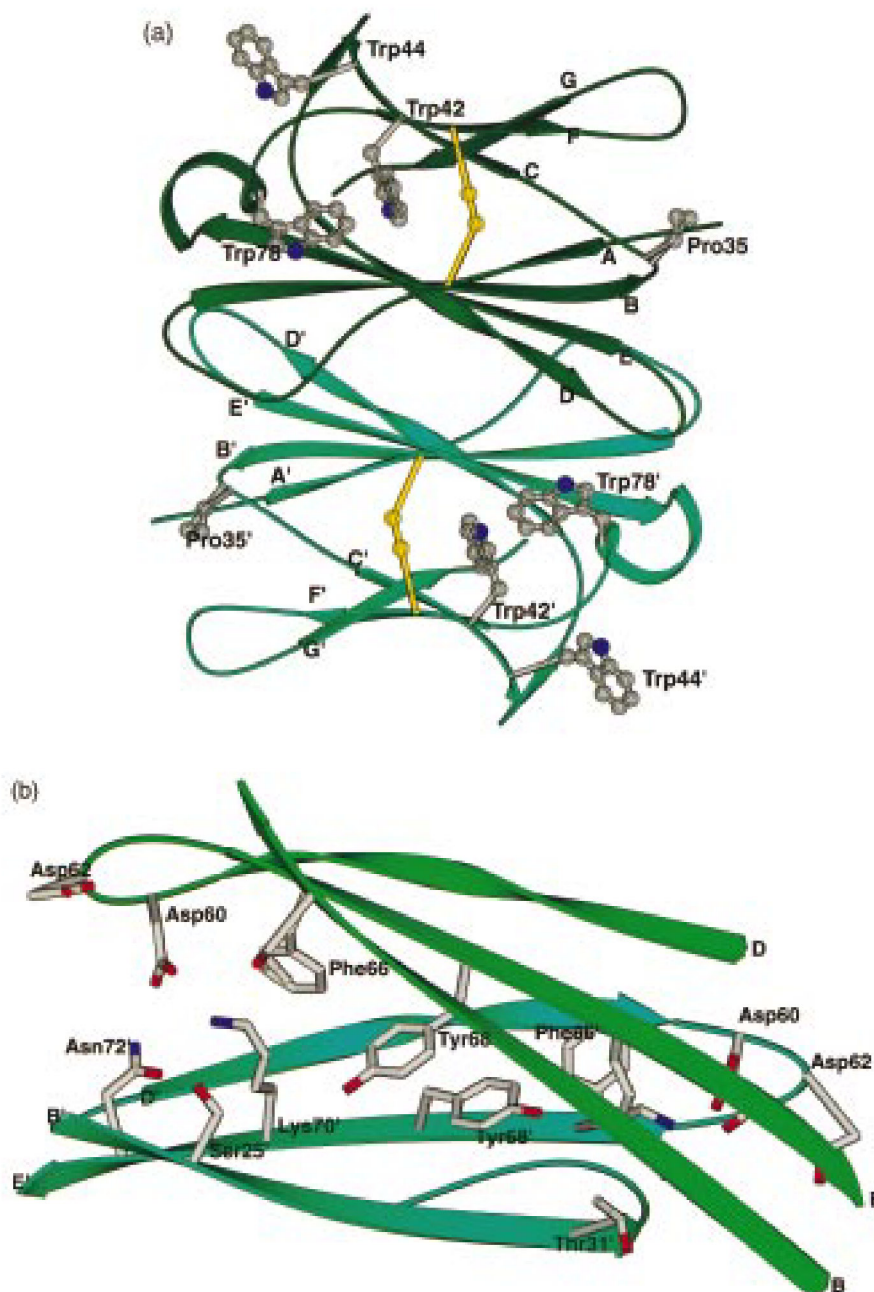 (a)
Trp44
G
Trp42
F
C
Trp78
A
Pro35
B
D'
E
D
E'
B'
A'
Trp78'
Pro35'
C'
F'
Trp42'
G'
Trp44'
(b)
Asp62
Asp60
Phe66
D
Asn72'
Tyr68
Phe66'
Asp60
Asp62
D'
B'
Lys70'
Ser25
Tyr68'
E'
Thr31'
B